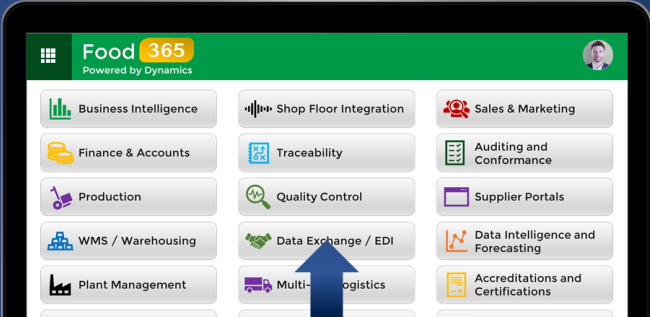 Food 365
Powered by Dynamics
Business Intelligence
Shop Floor Integration
Sales & Marketing
Finance & Accounts
Traceability
Auditing and
Conformance
Production
Quality Control
Supplier Portals
WMS / Warehousing
Data Exchange / EDI
Data Intelligence and
Forecasting
Plant Management
Multi- Logistics
Accreditations and
Certifications